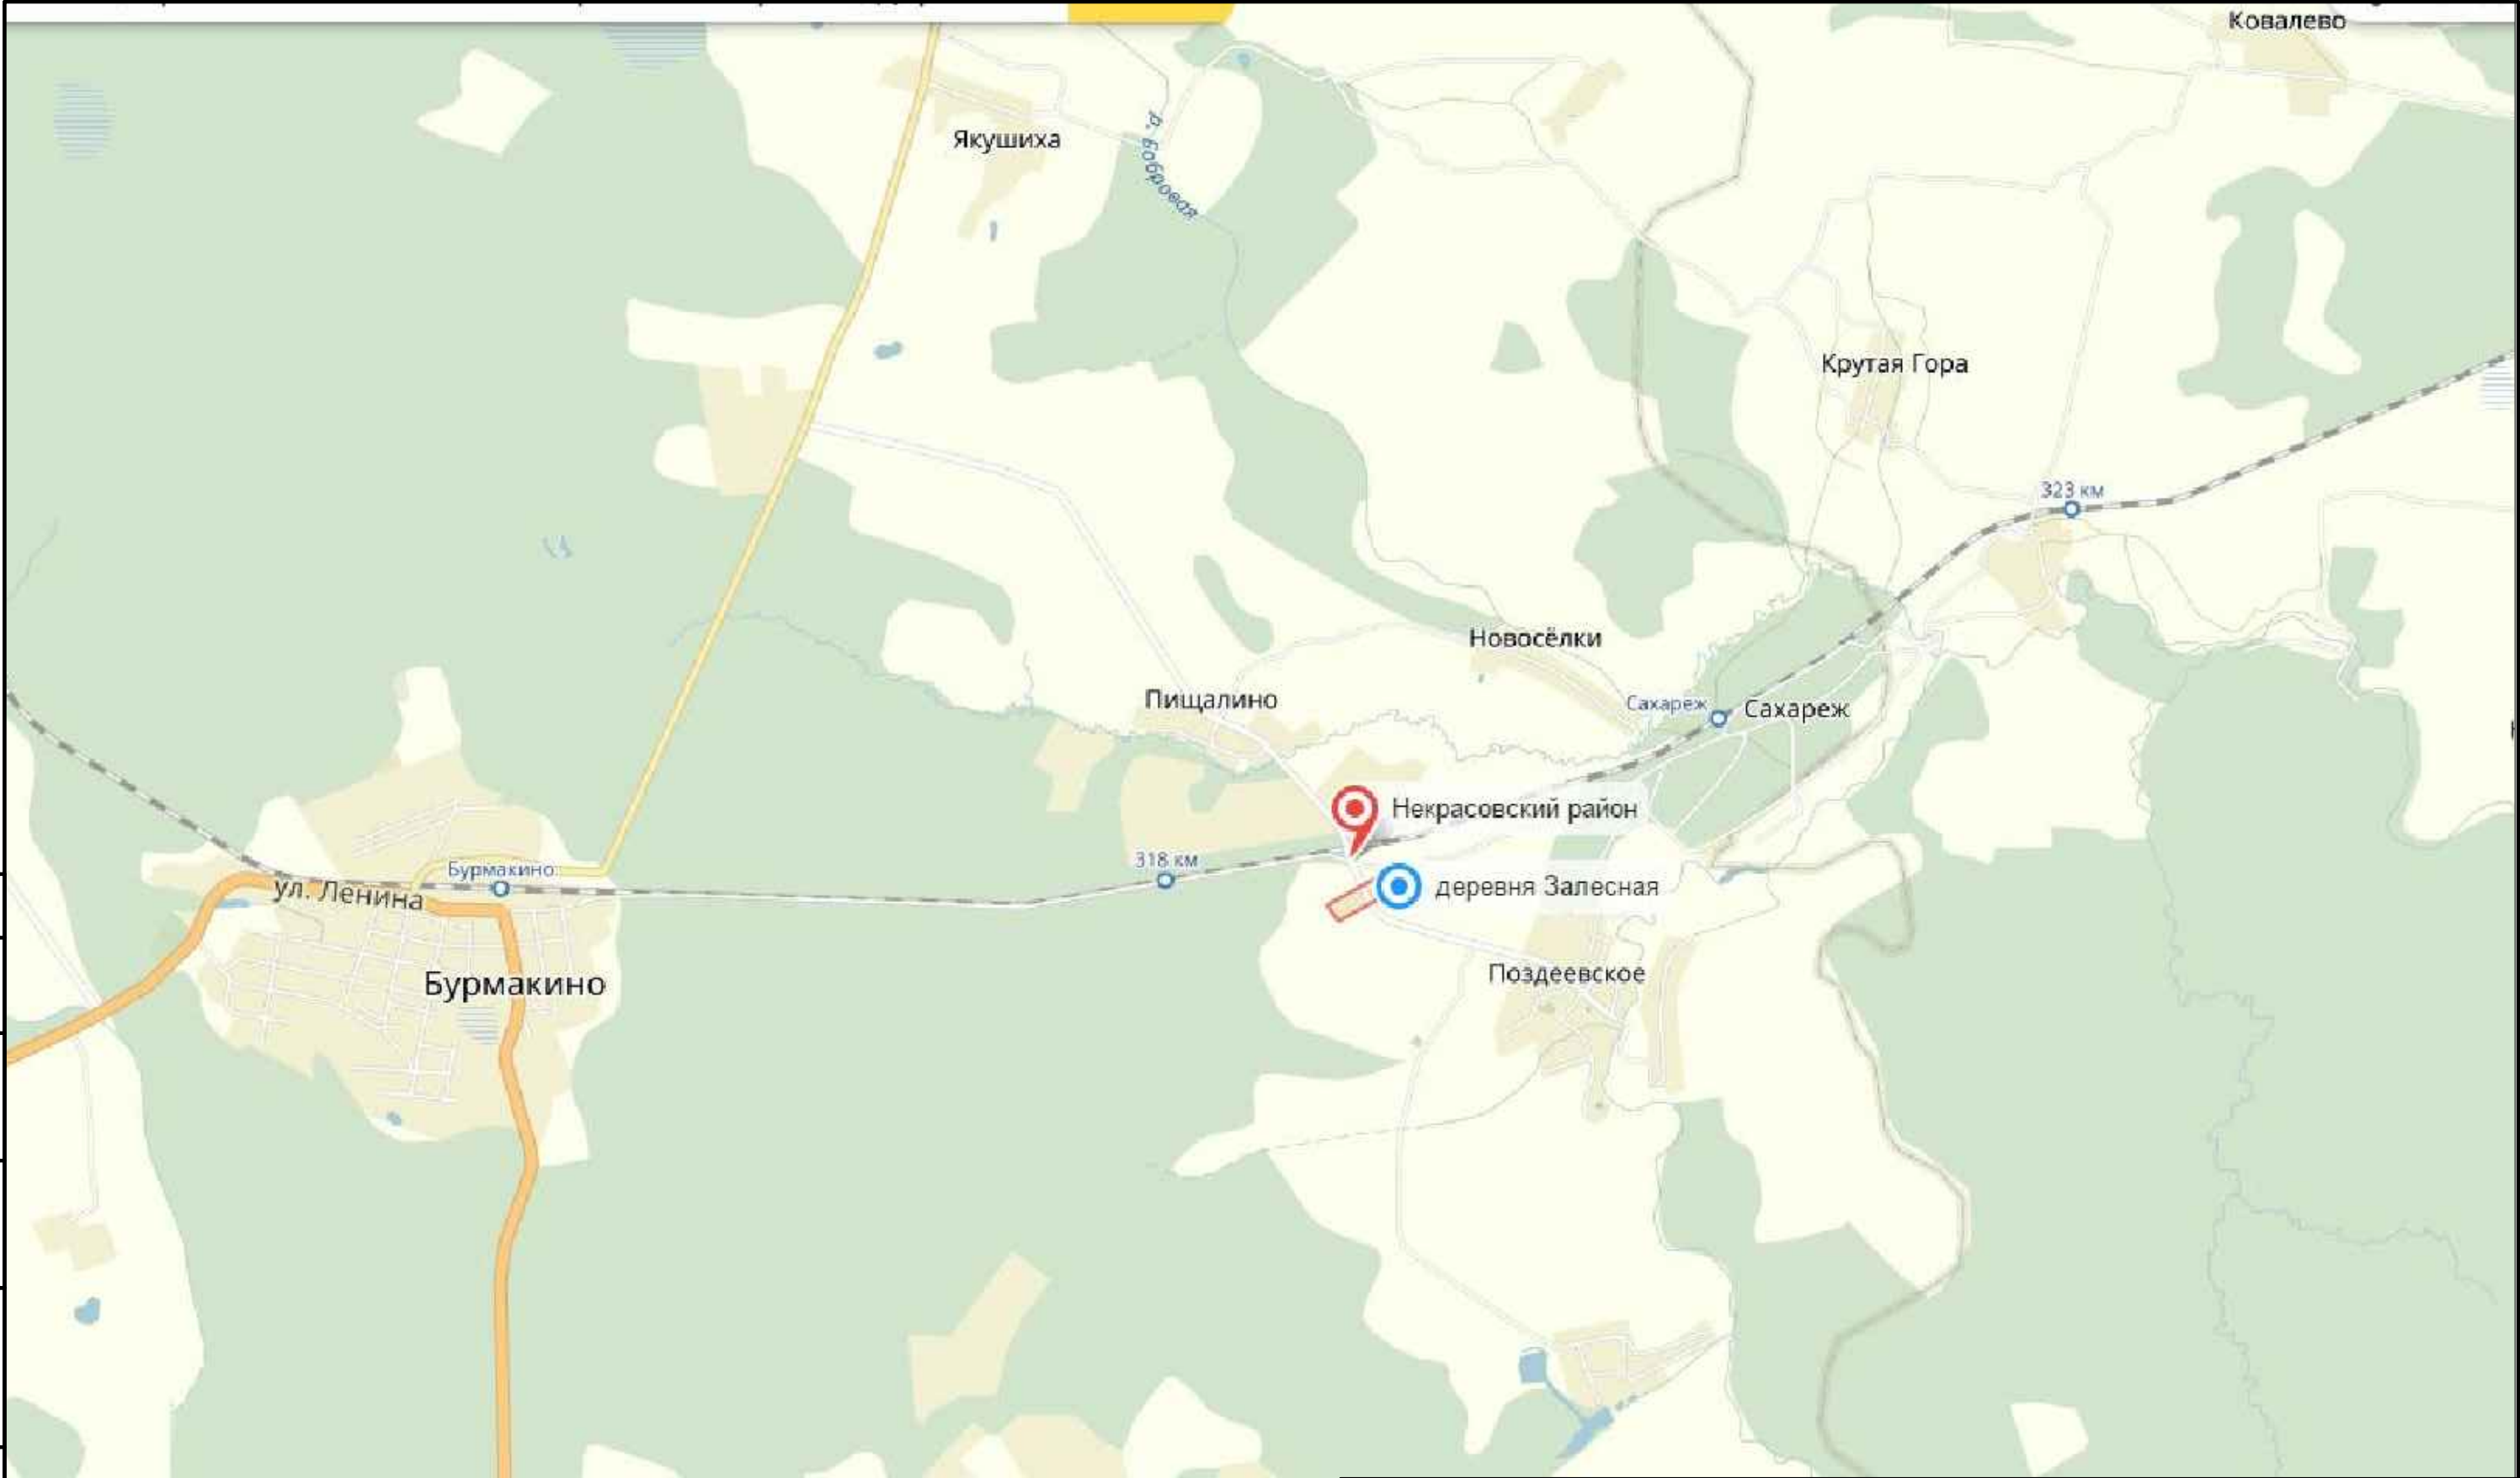 Ковалево
Якушиха
р. Бобровая
Крутая Гора
323 км
Новосёлки
Пищалино
Сахареж
Сахареж
Некрасовский район
318 км
Бурмакино
ул. Ленина
деревня Залесная
Поздеевское
Бурмакино